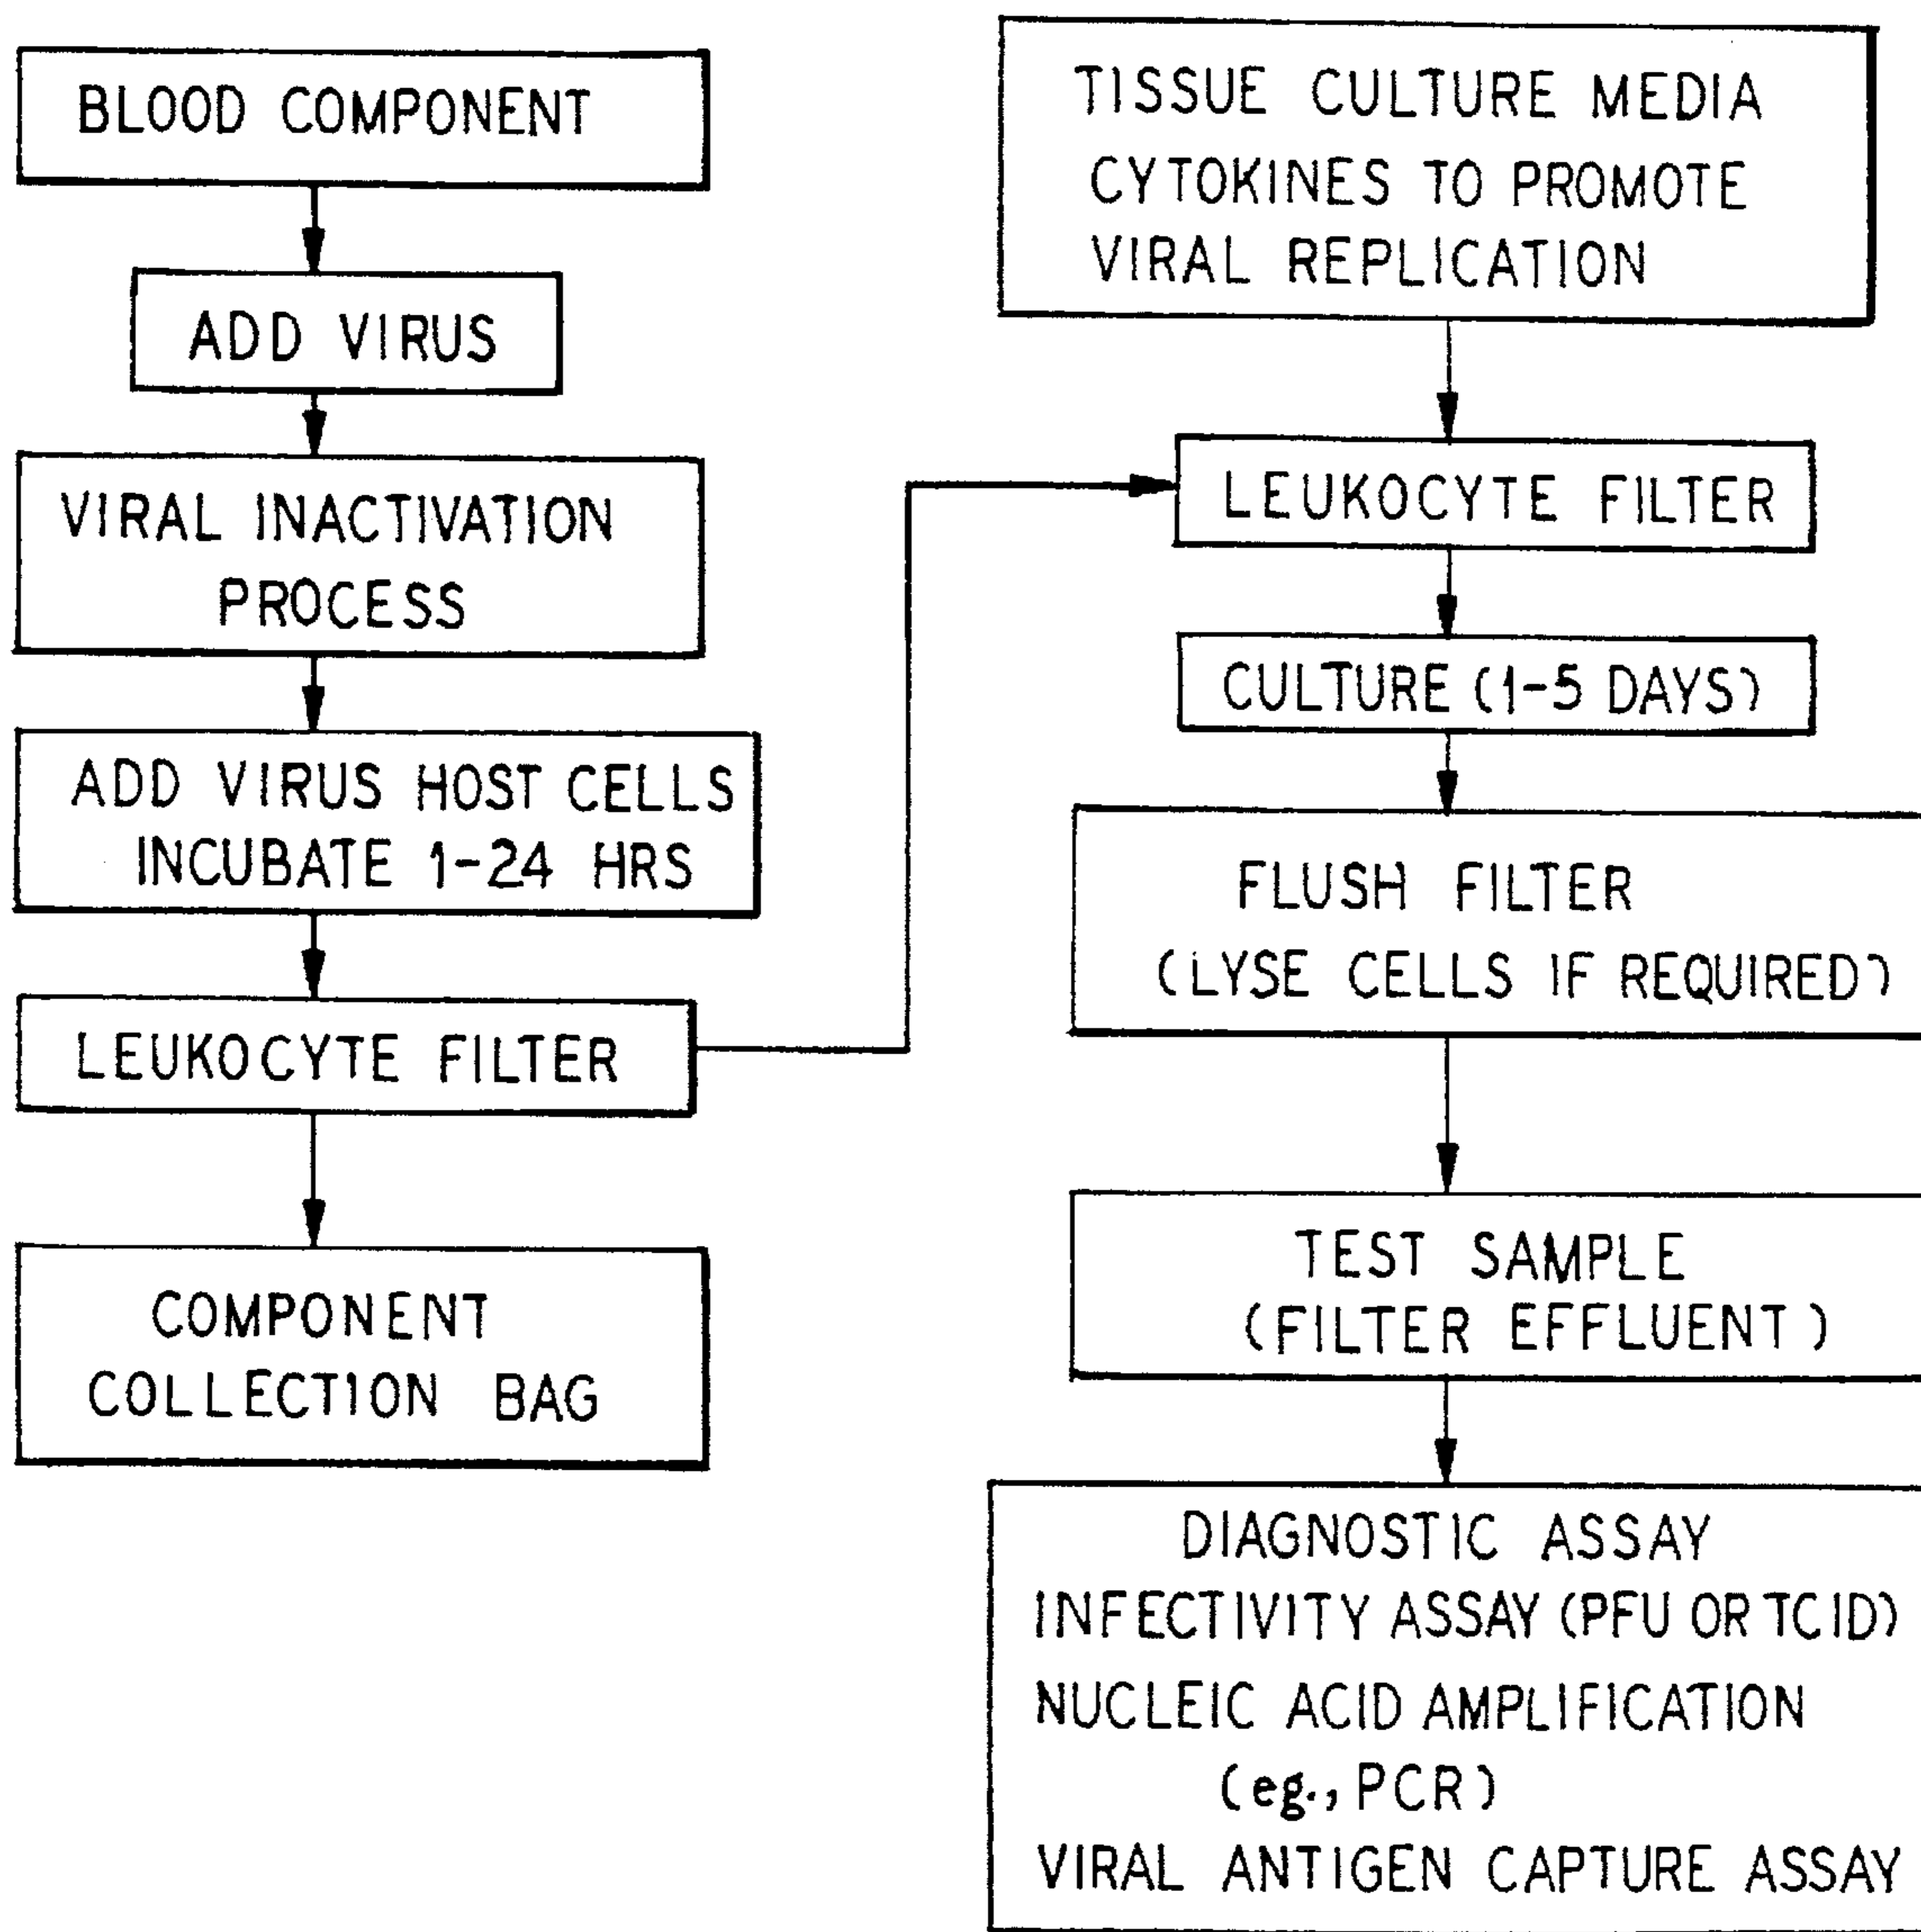 BLOOD COMPONENT
ADD VIRUS
VIRAL INACTIVATION
PROCESS
ADD VIRUS HOST CELLS
INCUBATE 1-24 HRS
LEUKOCYTE FILTER
COMPONENT
COLLECTION BAG
TISSUE CULTURE MEDIA
CYTOKINES TO PROMOTE
VIRAL REPLICATION
LEUKOCYTE FILTER
CULTURE (1-5 DAYS)
FLUSH FILTER
(LYSE CELLS IF REQUIRED)
TEST SAMPLE
(FILTER EFFLUENT)
DIAGNOSTIC ASSAY
INFECTIVITY ASSAY (PFU OR TCID)
NUCLEIC ACID AMPLIFICATION
(eg., PCR)
VIRAL ANTIGEN CAPTURE ASSAY